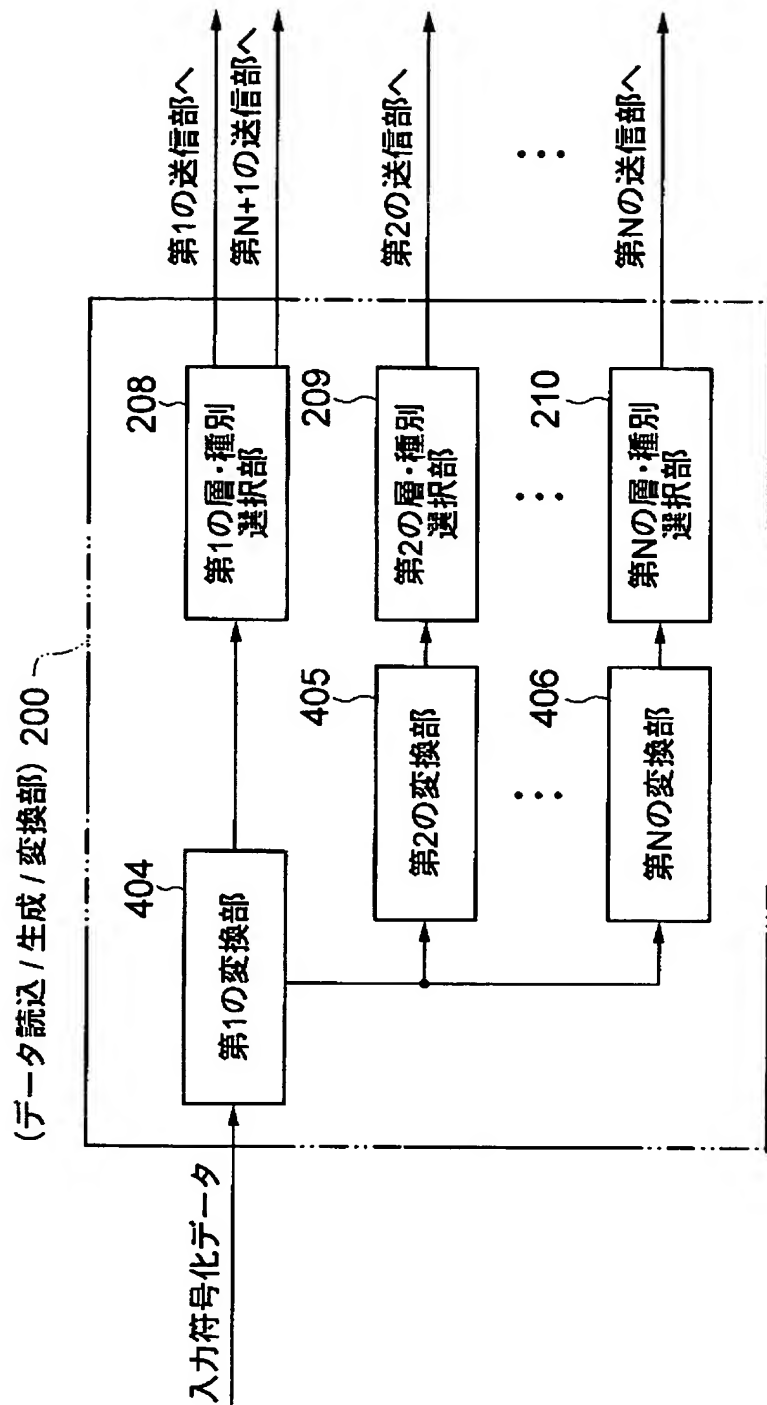 (データ読込 / 生成 / 変換部) 200
入力符号化データ
404
第1の変換部
208
第1の層・種別
選択部
第1の送信部へ
第N+1の送信部へ
405
第2の変換部
209
第2の層・種別
選択部
第2の送信部へ
406
第Nの変換部
210
第Nの層・種別
選択部
第Nの送信部へ